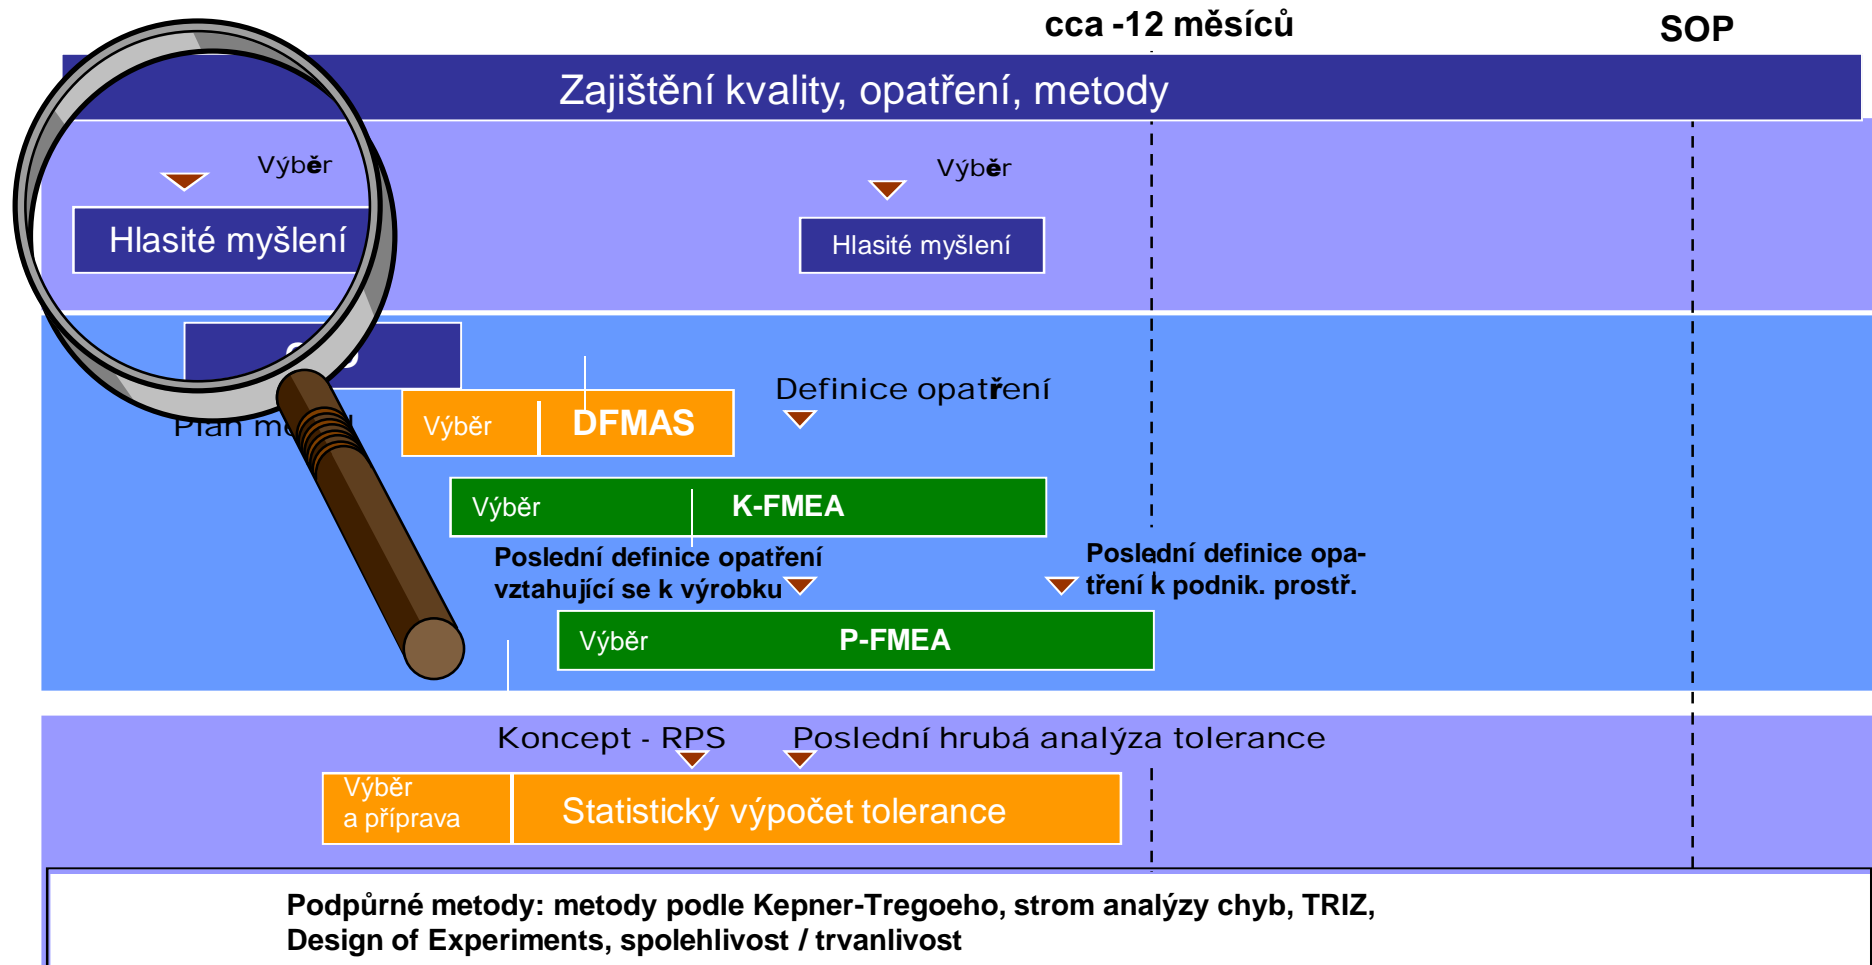 cca -12 měsíců
SOP
Zajištění kvality, opatření, metody
Výběr
Výběr
Hlasité myšlení
Hlasité myšlení
Definice opatření
Plán
Výběr
DFMAS
Výběr
K-FMEA
Poslední definice opatření
vztahující se k výrobku
Poslední definice opa-
tření k podnik. prostř.
Výběr
P-FMEA
Koncept - RPS
Poslední hrubá analýza tolerance
Výběr
a příprava
Statistický výpočet tolerance
Podpůrné metody: metody podle Kepner-Tregoeho, strom analýzy chyb, TRIZ,
Design of Experiments, spolehlivost / trvanlivost